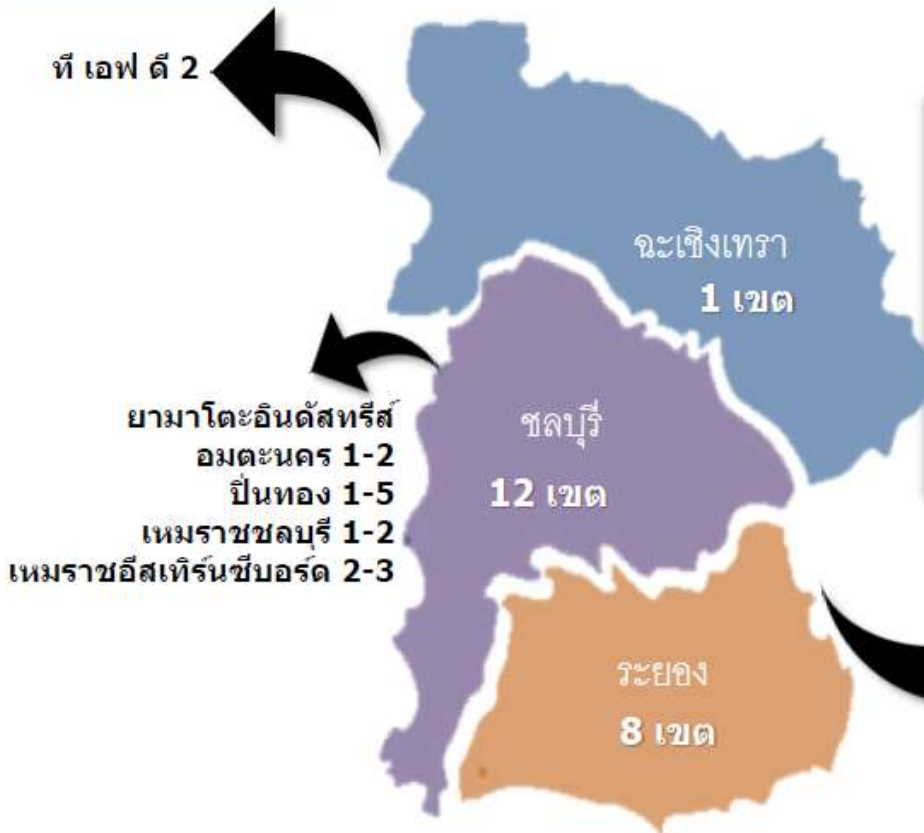 ที เอฟ ดี 2
ฉะเชิงเทรา
1 เขต
ยามาโตะอินดัสทรีส์
อมตะนคร 1-2
ปิ่นทอง 1-5
เหมราชชลบุรี 1-2
เหมราชอีสเทิร์นซีบอร์ด 2-3
ชลบุรี
12 เขต
ระยอง
8 เขต